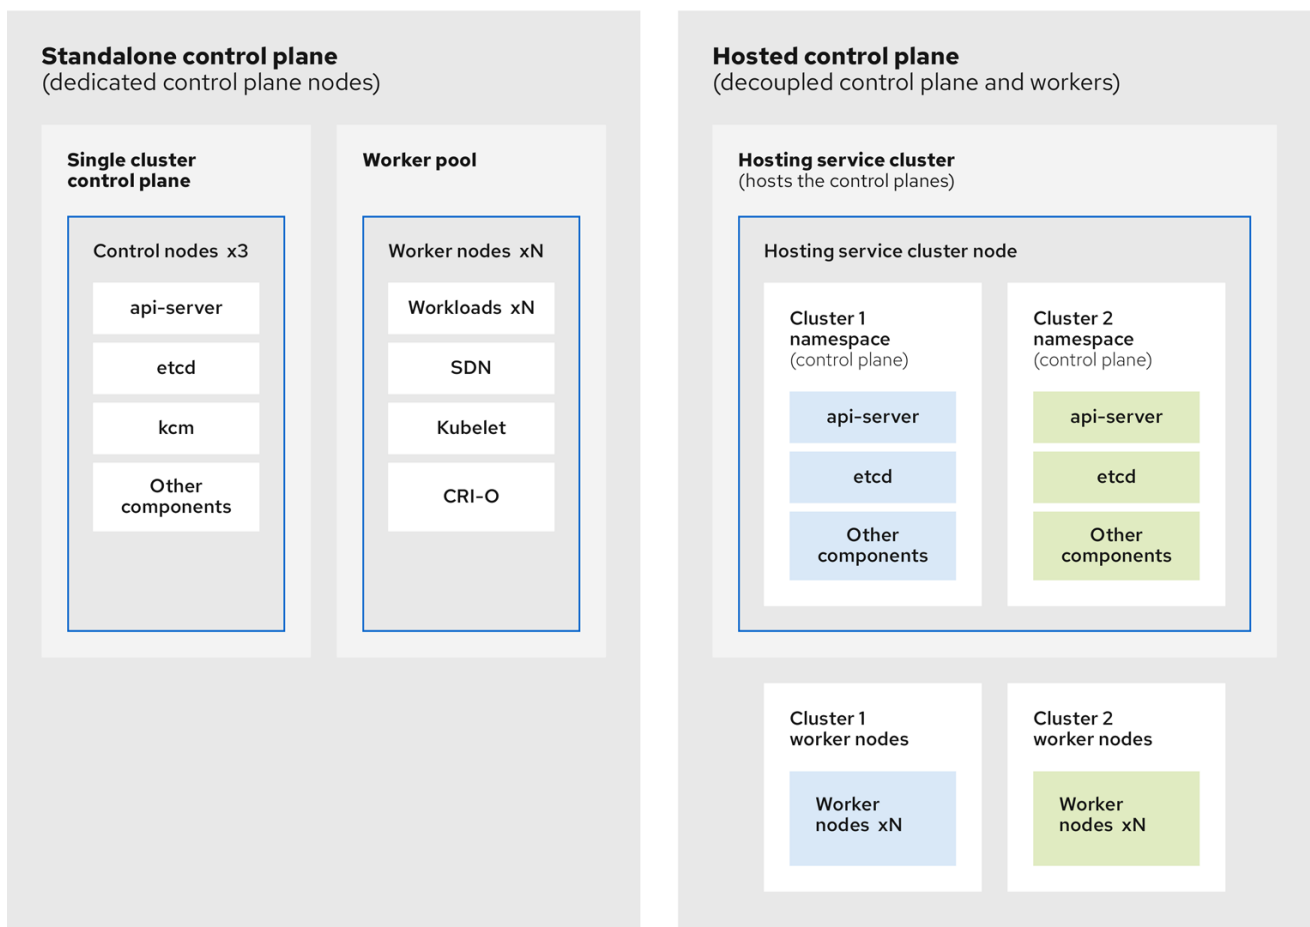 Standalone control plane
(dedicated control plane nodes)
Single cluster
control plane
Control nodes x3
api-server
etcd
kcm
Other
components
Worker pool
Worker nodes xN
Workloads xN
SDN
Kubelet
CRI-O
Hosted control plane
(decoupled control plane and workers)
Hosting service cluster
(hosts the control planes)
Hosting service cluster node
Cluster 1
namespace
(control plane)
api-server
etcd
Other
components
Cluster 2
namespace
(control plane)
api-server
etcd
Other
components
Cluster 1
worker nodes
Worker
nodes xN
Cluster 2
worker nodes
Worker
nodes xN